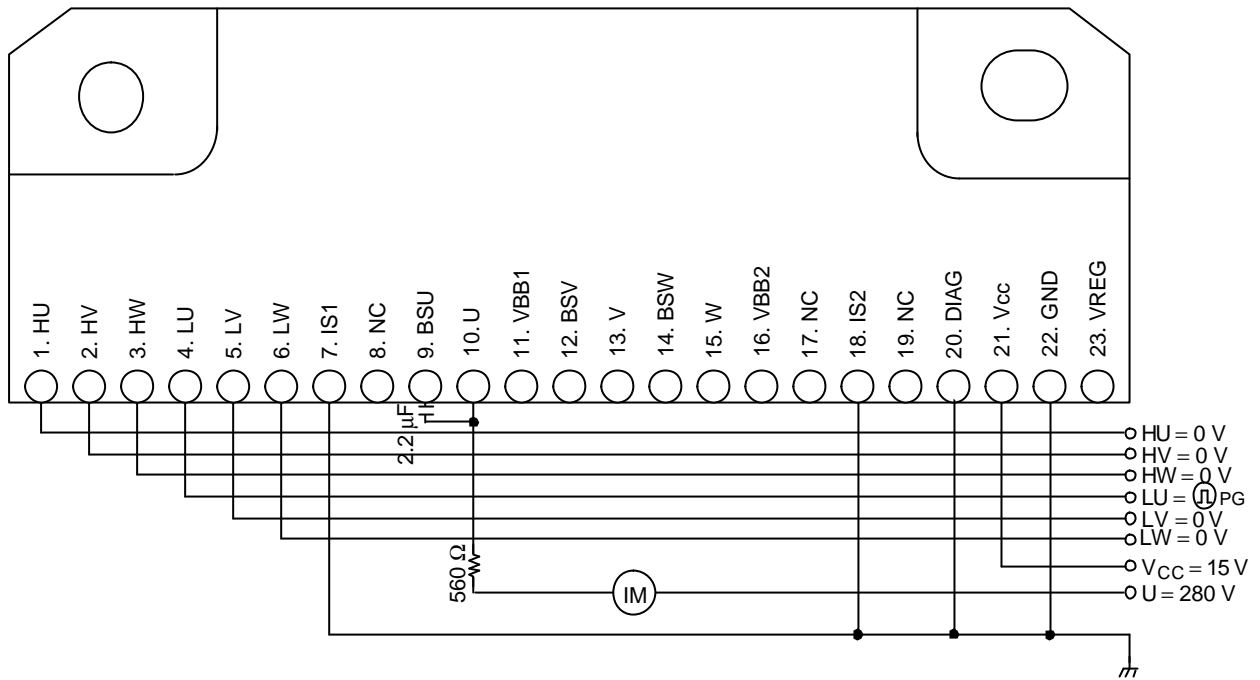 1. HU
2. HV
3. HW
4. LU
5. LV
6. LW
7. IS1
8. NC
9. BSU
10. U
11. VBB1
12. BSV
13. V
14. BSW
15. W
16. VBB2
17. NC
18. IS2
19. NC
20. DIAG
21. Vcc
22. GND
23. VREG
2.2 μF
HU = 0 V
HV = 0 V
HW = 0 V
LU = PG
LV = 0 V
LW = 0 V
560 Ω
VCC = 15 V
IM
U = 280 V